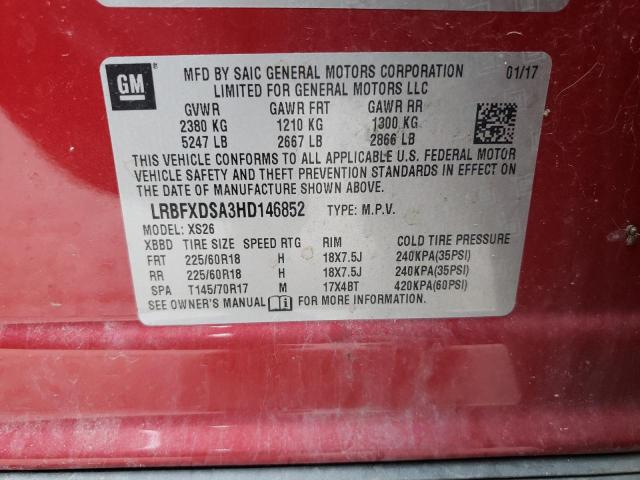 GM ®
MFD BY SAIC GENERAL MOTORS CORPORATION 01/17
LIMITED FOR GENERAL MOTORS LLC
GVWR GAWR FRT GAWR RR
2380 KG 1210 KG 1300 KG
5247 LB 2667 LB 2866 LB
THIS VEHICLE CONFORMS TO ALL APPLICABLE U.S. FEDERAL MOTOR
VEHICLE SAFETY AND THEFT PREVENTION STANDARDS IN EFFECT ON
THE DATE OF MANUFACTURE SHOWN ABOVE.
LRBFXDSA3HD146852 TYPE: M.P.V.
MODEL: XS26
XBBD TIRE SIZE SPEED RTG RIM COLD TIRE PRESSURE
FRT 225/60R18 H 18X7.5J 240KPA(35PSI)
RR 225/60R18 H 18X7.5J 240KPA(35PSI)
SPA T145/70R17 M 17X4BT 420KPA(60PSI)
SEE OWNER'S MANUAL FOR MORE INFORMATION.